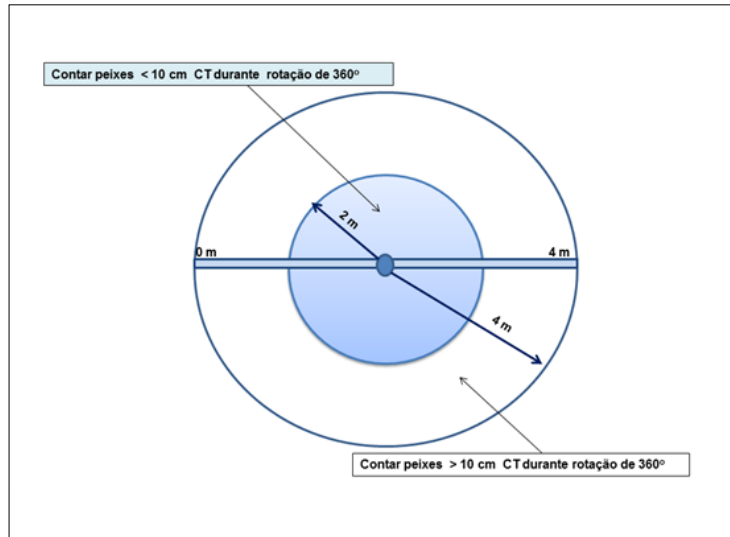 Contar peixes < 10 cm CT durante rotação de 360º
2 m
0 m
4 m
4 m
Contar peixes > 10 cm CT durante rotação de 360º